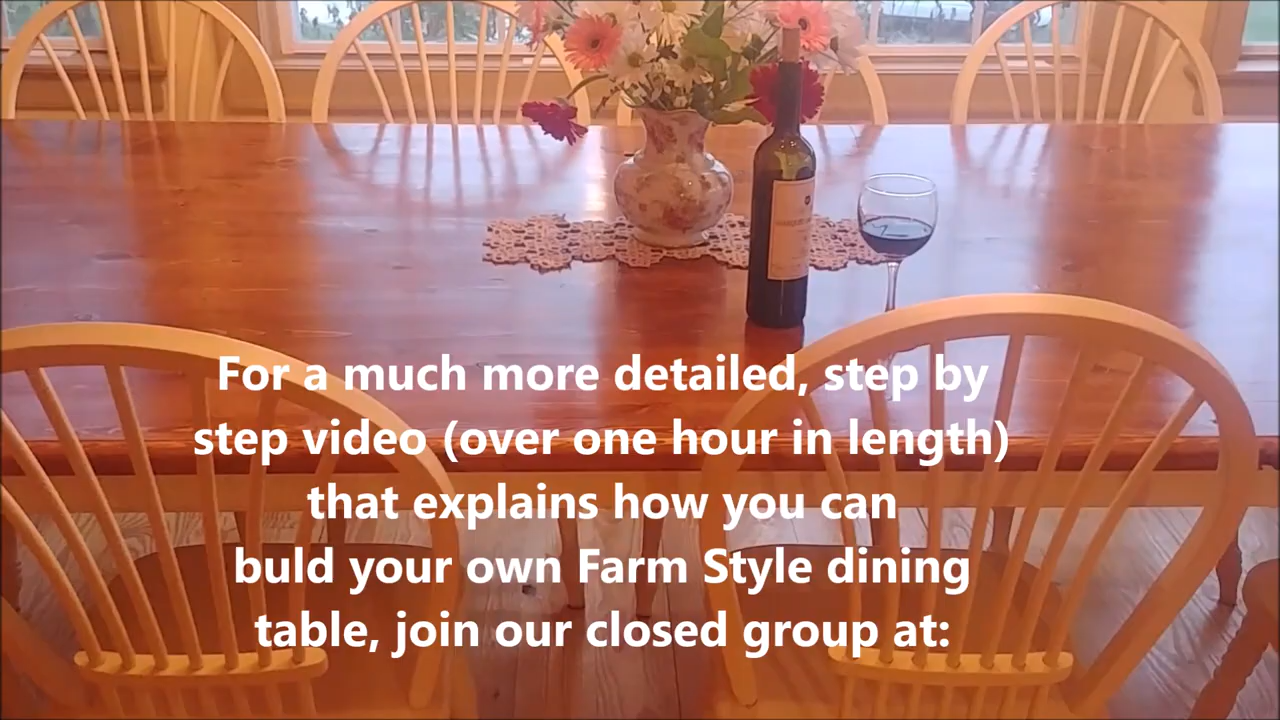 For a much more detailed, step by
step video (over one hour in length)
that explains how you can
buld your own Farm Style dining
table, join our closed group at: